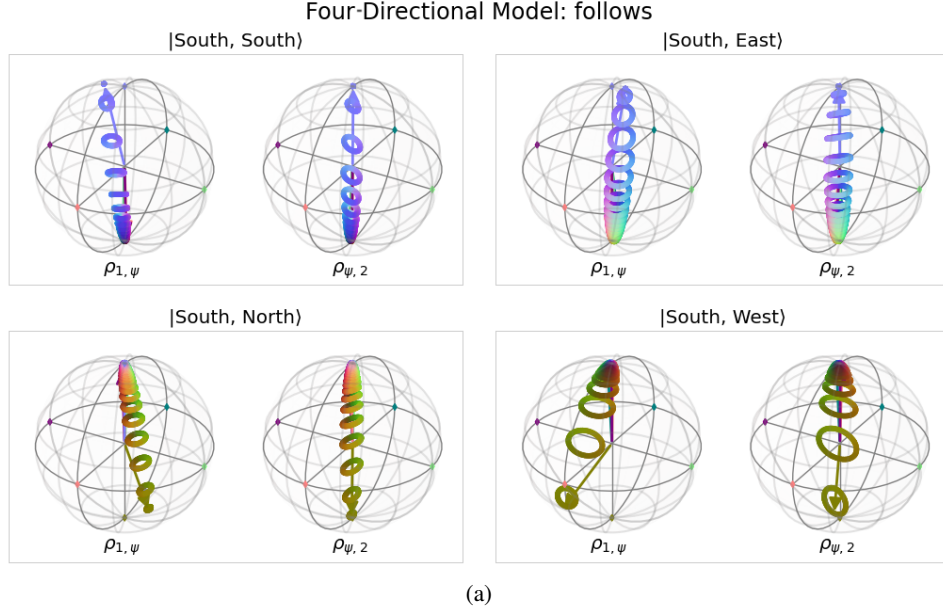 Four-Directional Model: follows
|South, South⟩
|South, East⟩
ρ1, ψ
ρψ, 2
ρ1, ψ
ρψ, 2
|South, North⟩
|South, West⟩
ρ1, ψ
ρψ, 2
ρ1, ψ
ρψ, 2
(a)